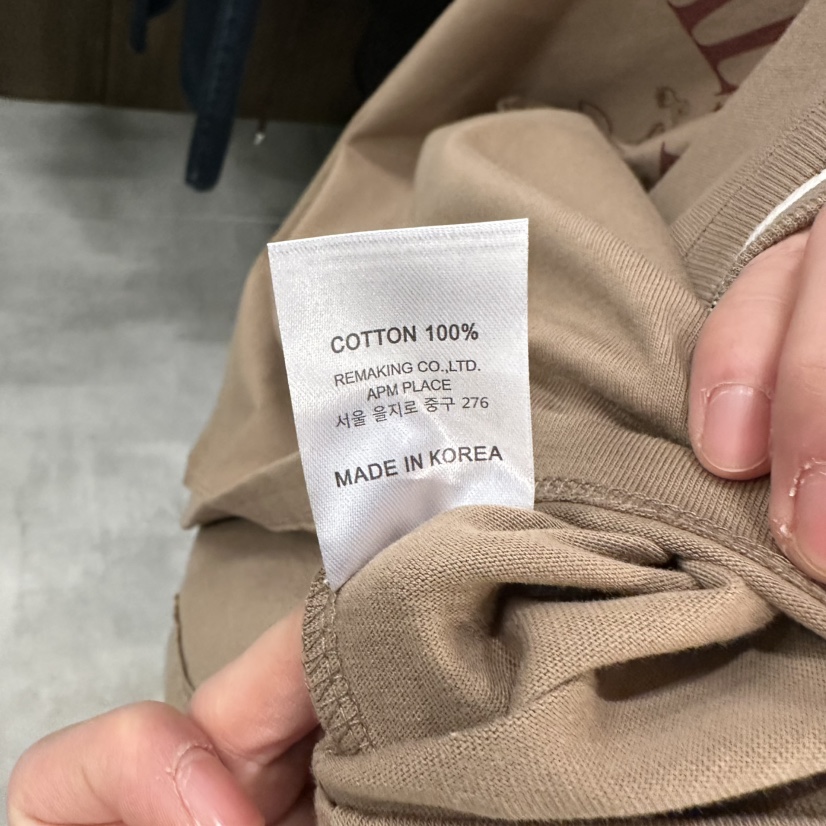 COTTON 100%
REMAKING CO.,LTD.
APM PLACE
서울 을지로 중구 276
MADE IN KOREA